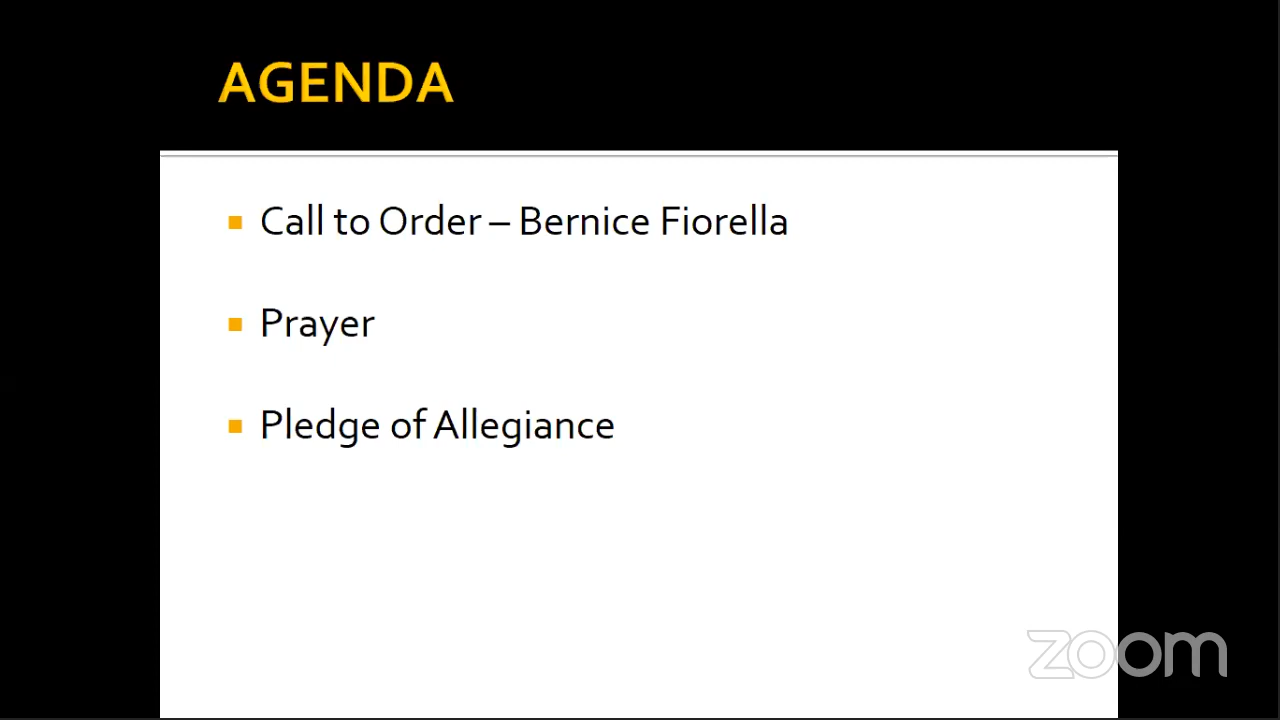 AGENDA
Call to Order – Bernice Fiorella
Prayer
Pledge of Allegiance
zoom